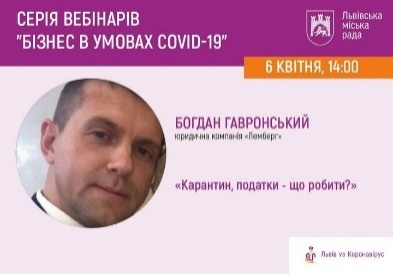 СЕРІЯ ВЕБІНАРІВ
"БІЗНЕС В УМОВАХ COVID-19"
Львівська
міська
рада
6 КВІТНЯ, 14:00
БОГДАН ГАВРОНСЬКИЙ
юридична компанія «Лемберг»
«Карантин, податки - що робити?»
Львів vs Коронавірус